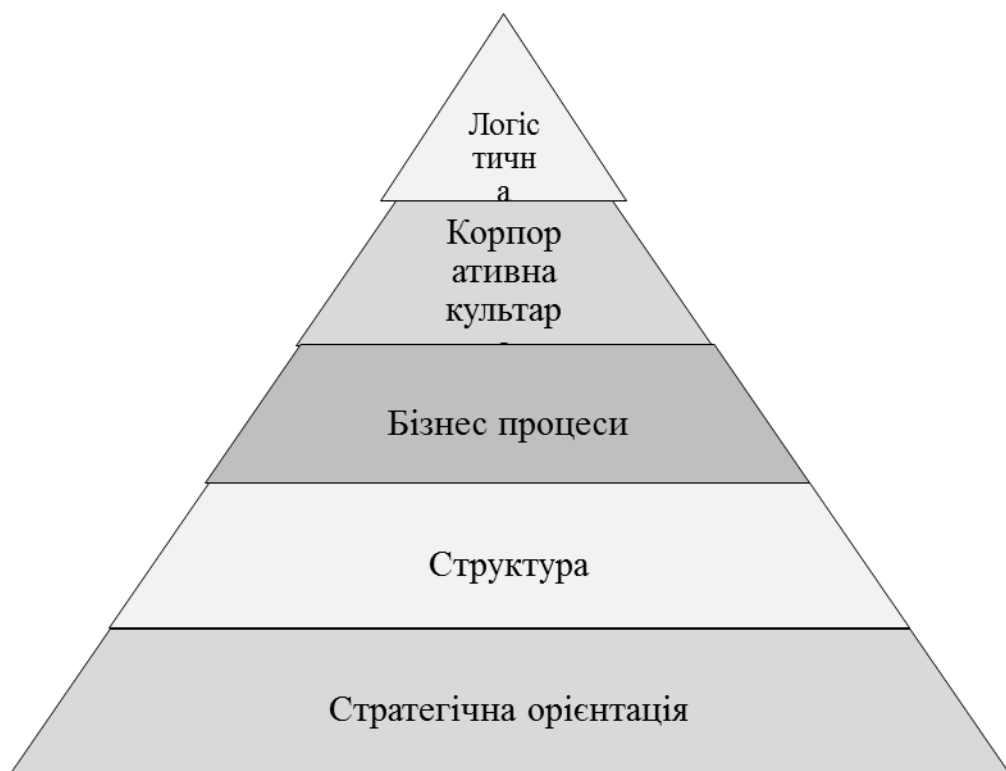 Логіс
тичн
а
Корпор
ативна
культар
Бізнес процеси
Структура
Стратегічна орієнтація